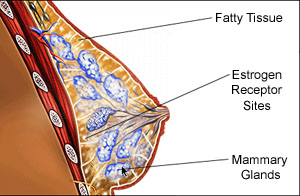 Fatty Tissue
Estrogen
Receptor
Sites
Mammary
Glands